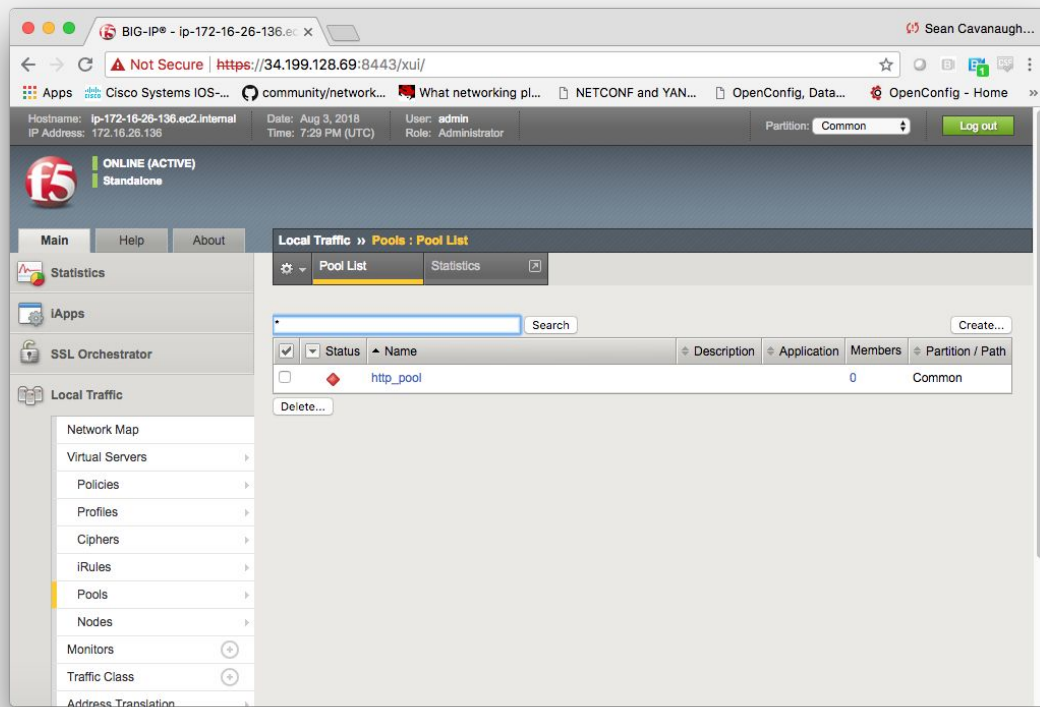 BIG-IP® - ip-172-16-26-136.ec
Sean Cavanaugh...
Not Secure | https://34.199.128.69:8443/xui/
Apps Cisco Systems IOS-... community/network... What networking pl... NETCONF and YAN... OpenConfig, Data... OpenConfig - Home »
Hostname: ip-172-16-26-136.ec2.internal Date: Aug 3, 2018 User: admin
IP Address: 172.16.26.136 Time: 7:29 PM (UTC) Role: Administrator
Partition: Common Log out
f5
ONLINE (ACTIVE)
Standalone
Main Help About
Local Traffic » Pools : Pool List
Pool List Statistics
Statistics
iApps
SSL Orchestrator
Local Traffic
Network Map
Virtual Servers
Policies
Profiles
Ciphers
iRules
Pools
Nodes
Monitors
Traffic Class
Address Translation
* Search Create...
Status Name Description Application Members Partition / Path
http_pool 0 Common
Delete...